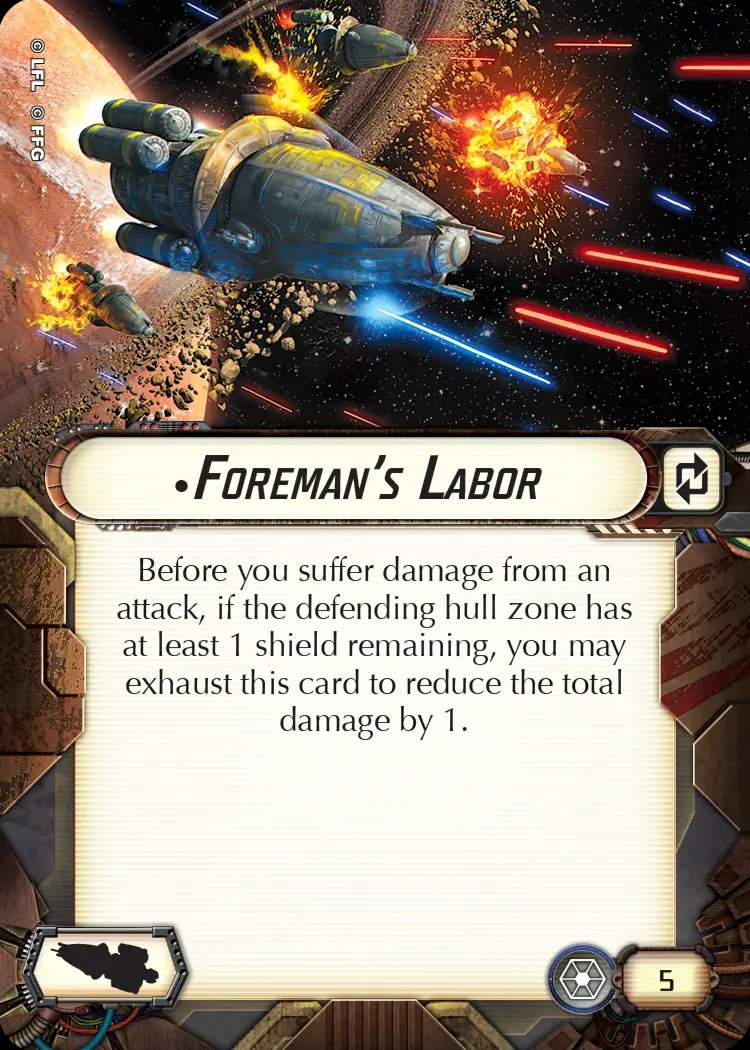 © LFL © FFG
•Foreman's Labor
Before you suffer damage from an
attack, if the defending hull zone has
at least 1 shield remaining, you may
exhaust this card to reduce the total
damage by 1.
5